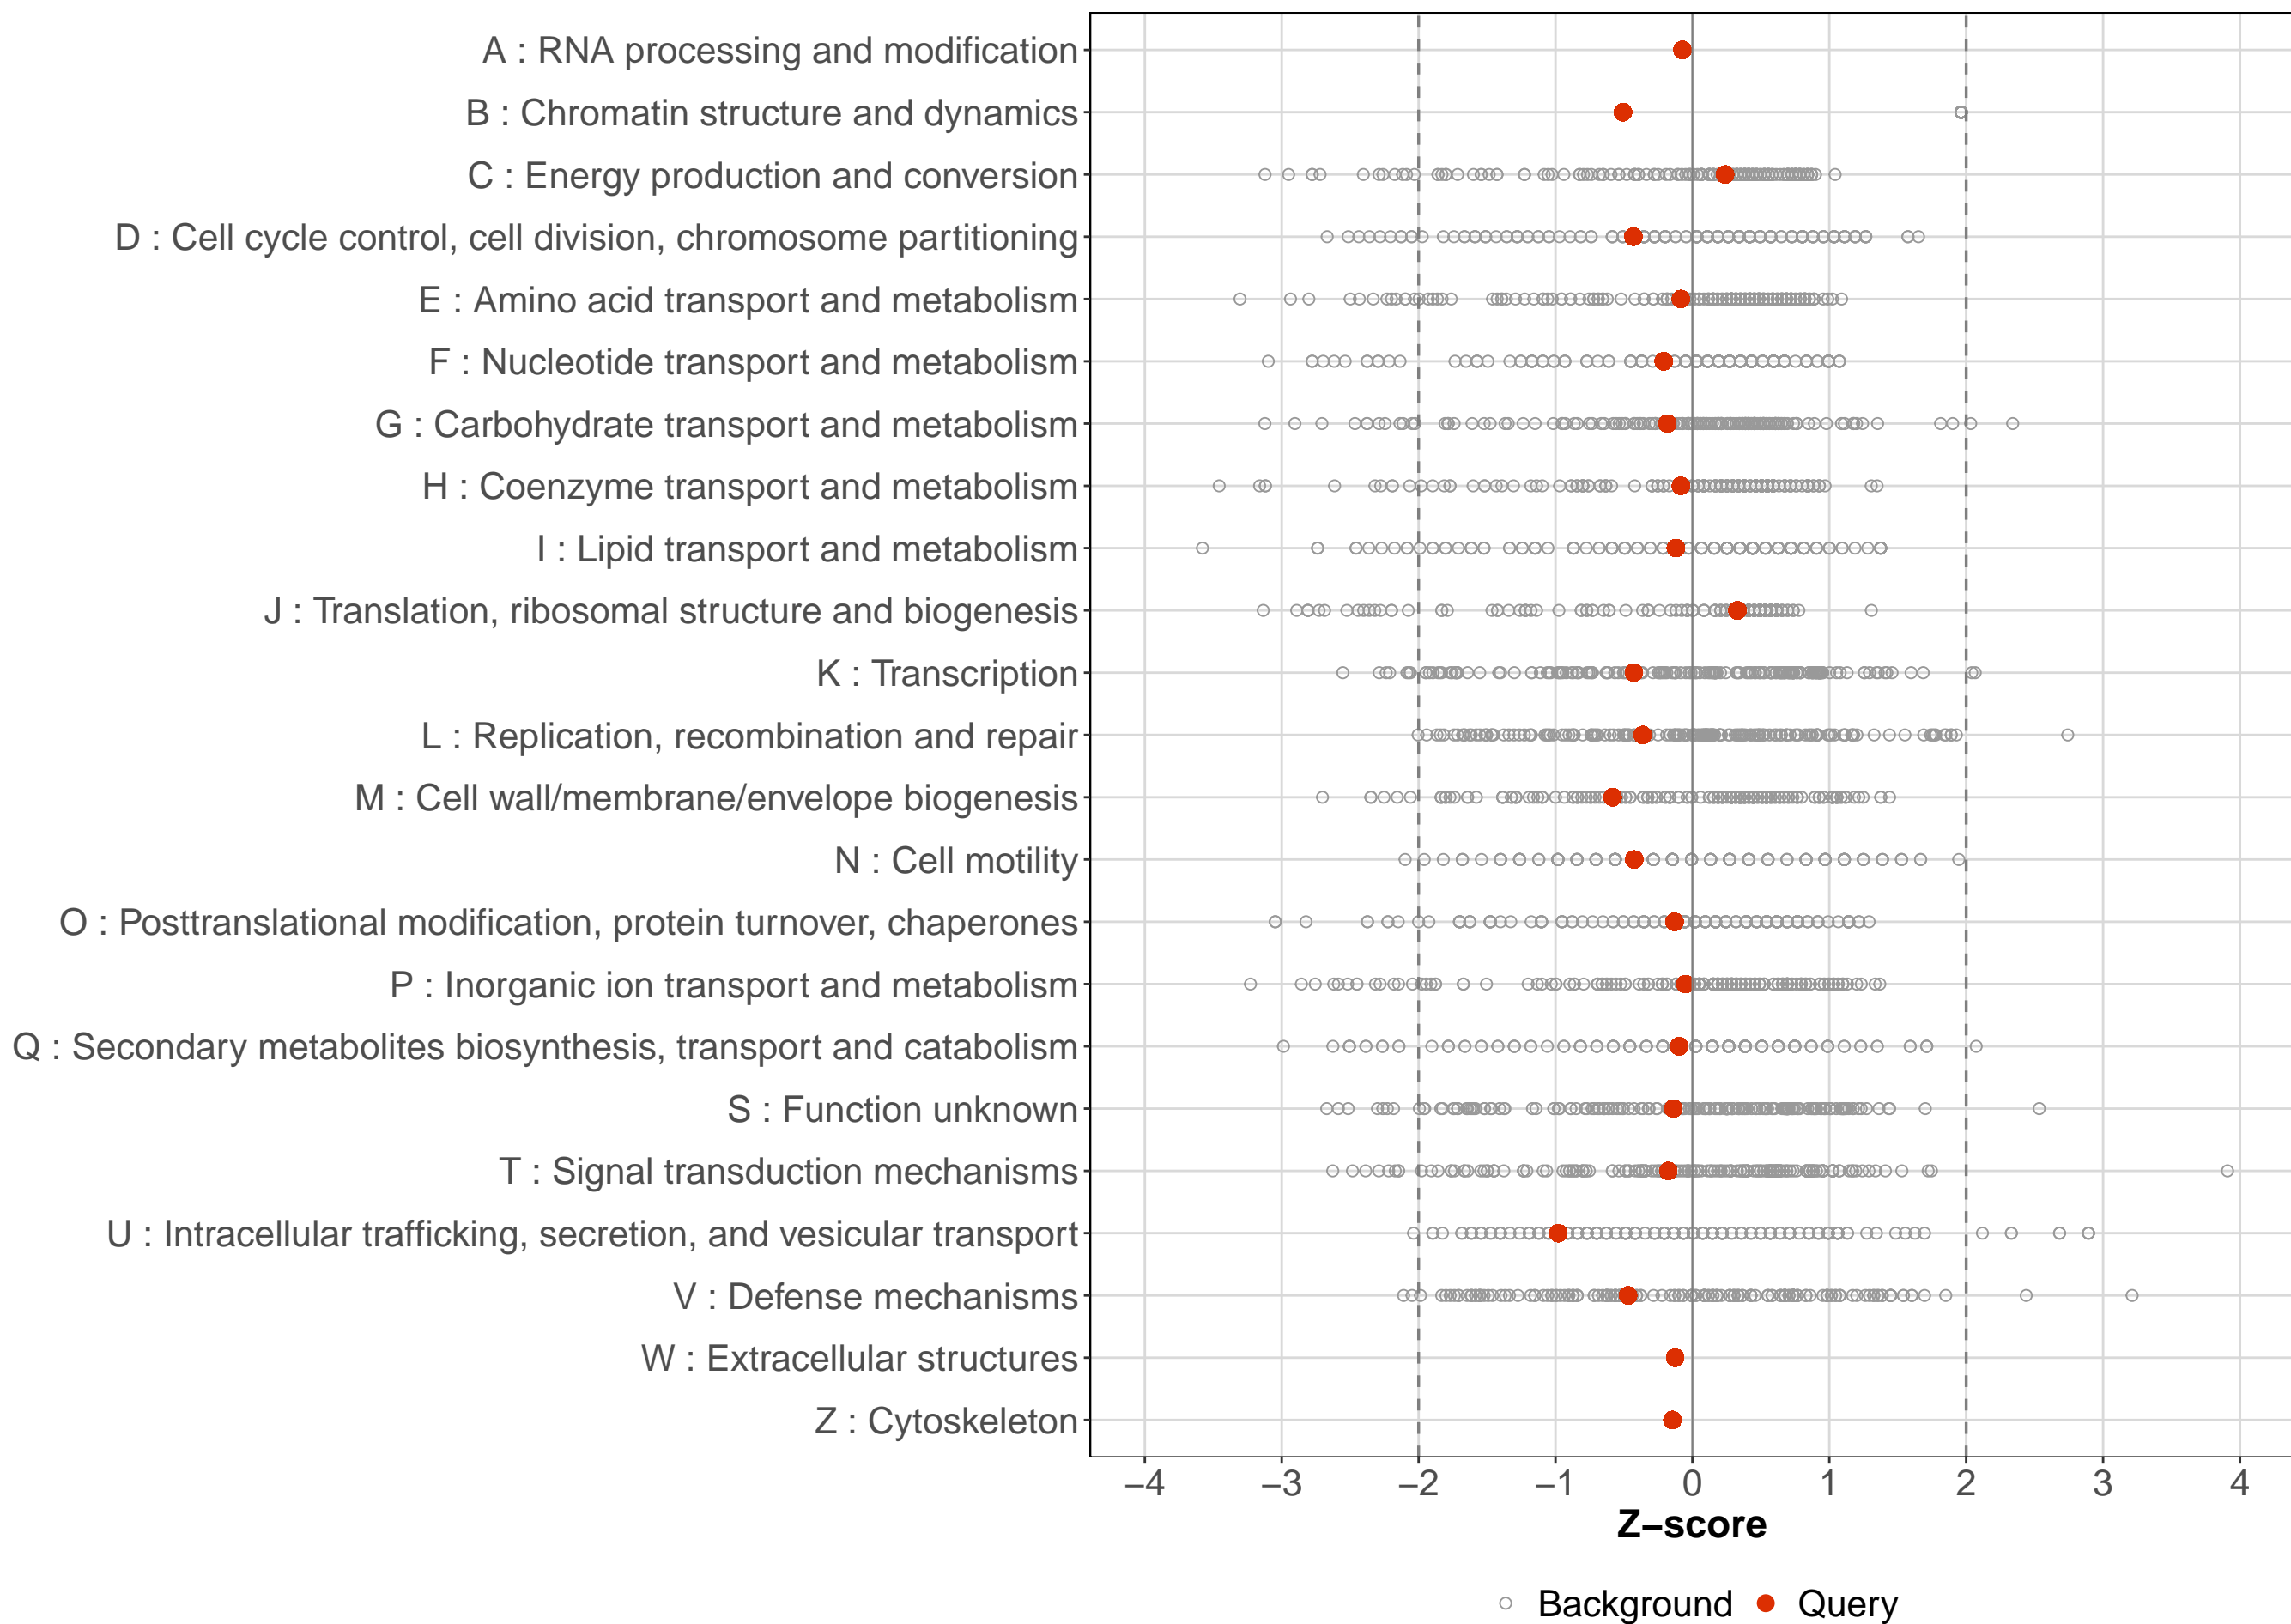 A : RNA processing and modification
B : Chromatin structure and dynamics
C : Energy production and conversion
D : Cell cycle control, cell division, chromosome partitioning
E : Amino acid transport and metabolism
F : Nucleotide transport and metabolism
G : Carbohydrate transport and metabolism
H : Coenzyme transport and metabolism
I : Lipid transport and metabolism
J : Translation, ribosomal structure and biogenesis
K : Transcription
L : Replication, recombination and repair
M : Cell wall/membrane/envelope biogenesis
N : Cell motility
O : Posttranslational modification, protein turnover, chaperones
P : Inorganic ion transport and metabolism
Q : Secondary metabolites biosynthesis, transport and catabolism
S : Function unknown
T : Signal transduction mechanisms
U : Intracellular trafficking, secretion, and vesicular transport
V : Defense mechanisms
W : Extracellular structures
Z : Cytoskeleton
−4 −3 −2 −1 0 1 2 3 4
Z−score
Background Query